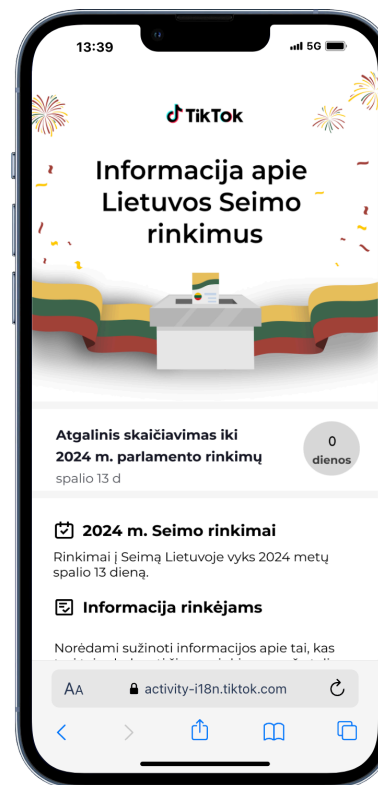 13:39
5G
TikTok
Informacija apie
Lietuvos Seimo
rinkimus
Atgalinis skaičiavimas iki
2024 m. parlamento rinkimų
spalio 13 d
0
dienos
2024 m. Seimo rinkimai
Rinkimai į Seimą Lietuvoje vyks 2024 metų
spalio 13 dieną.
Informacija rinkėjams
Norėdami sužinoti informacijos apie tai, kas
AA
activity-i18n.tiktok.com